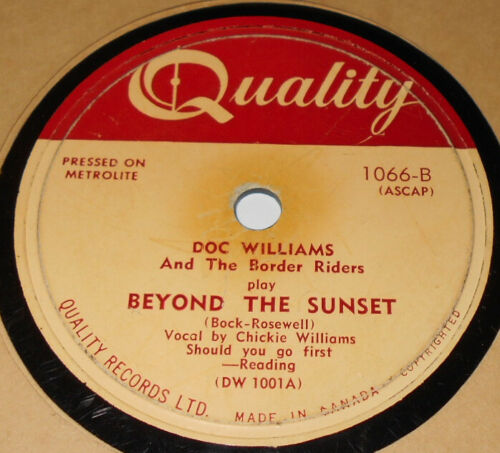 Quality
PRESSED ON
METROLITE
1066-B
(ASCAP)
DOC WILLIAMS
And The Border Riders
play
BEYOND THE SUNSET
(Bock-Rosewell)
Vocal by Chickie Williams
Should you go first
—Reading
(DW 1001A)
QUALITY RECORDS LTD. MADE IN CANADA - COPYRIGHTED